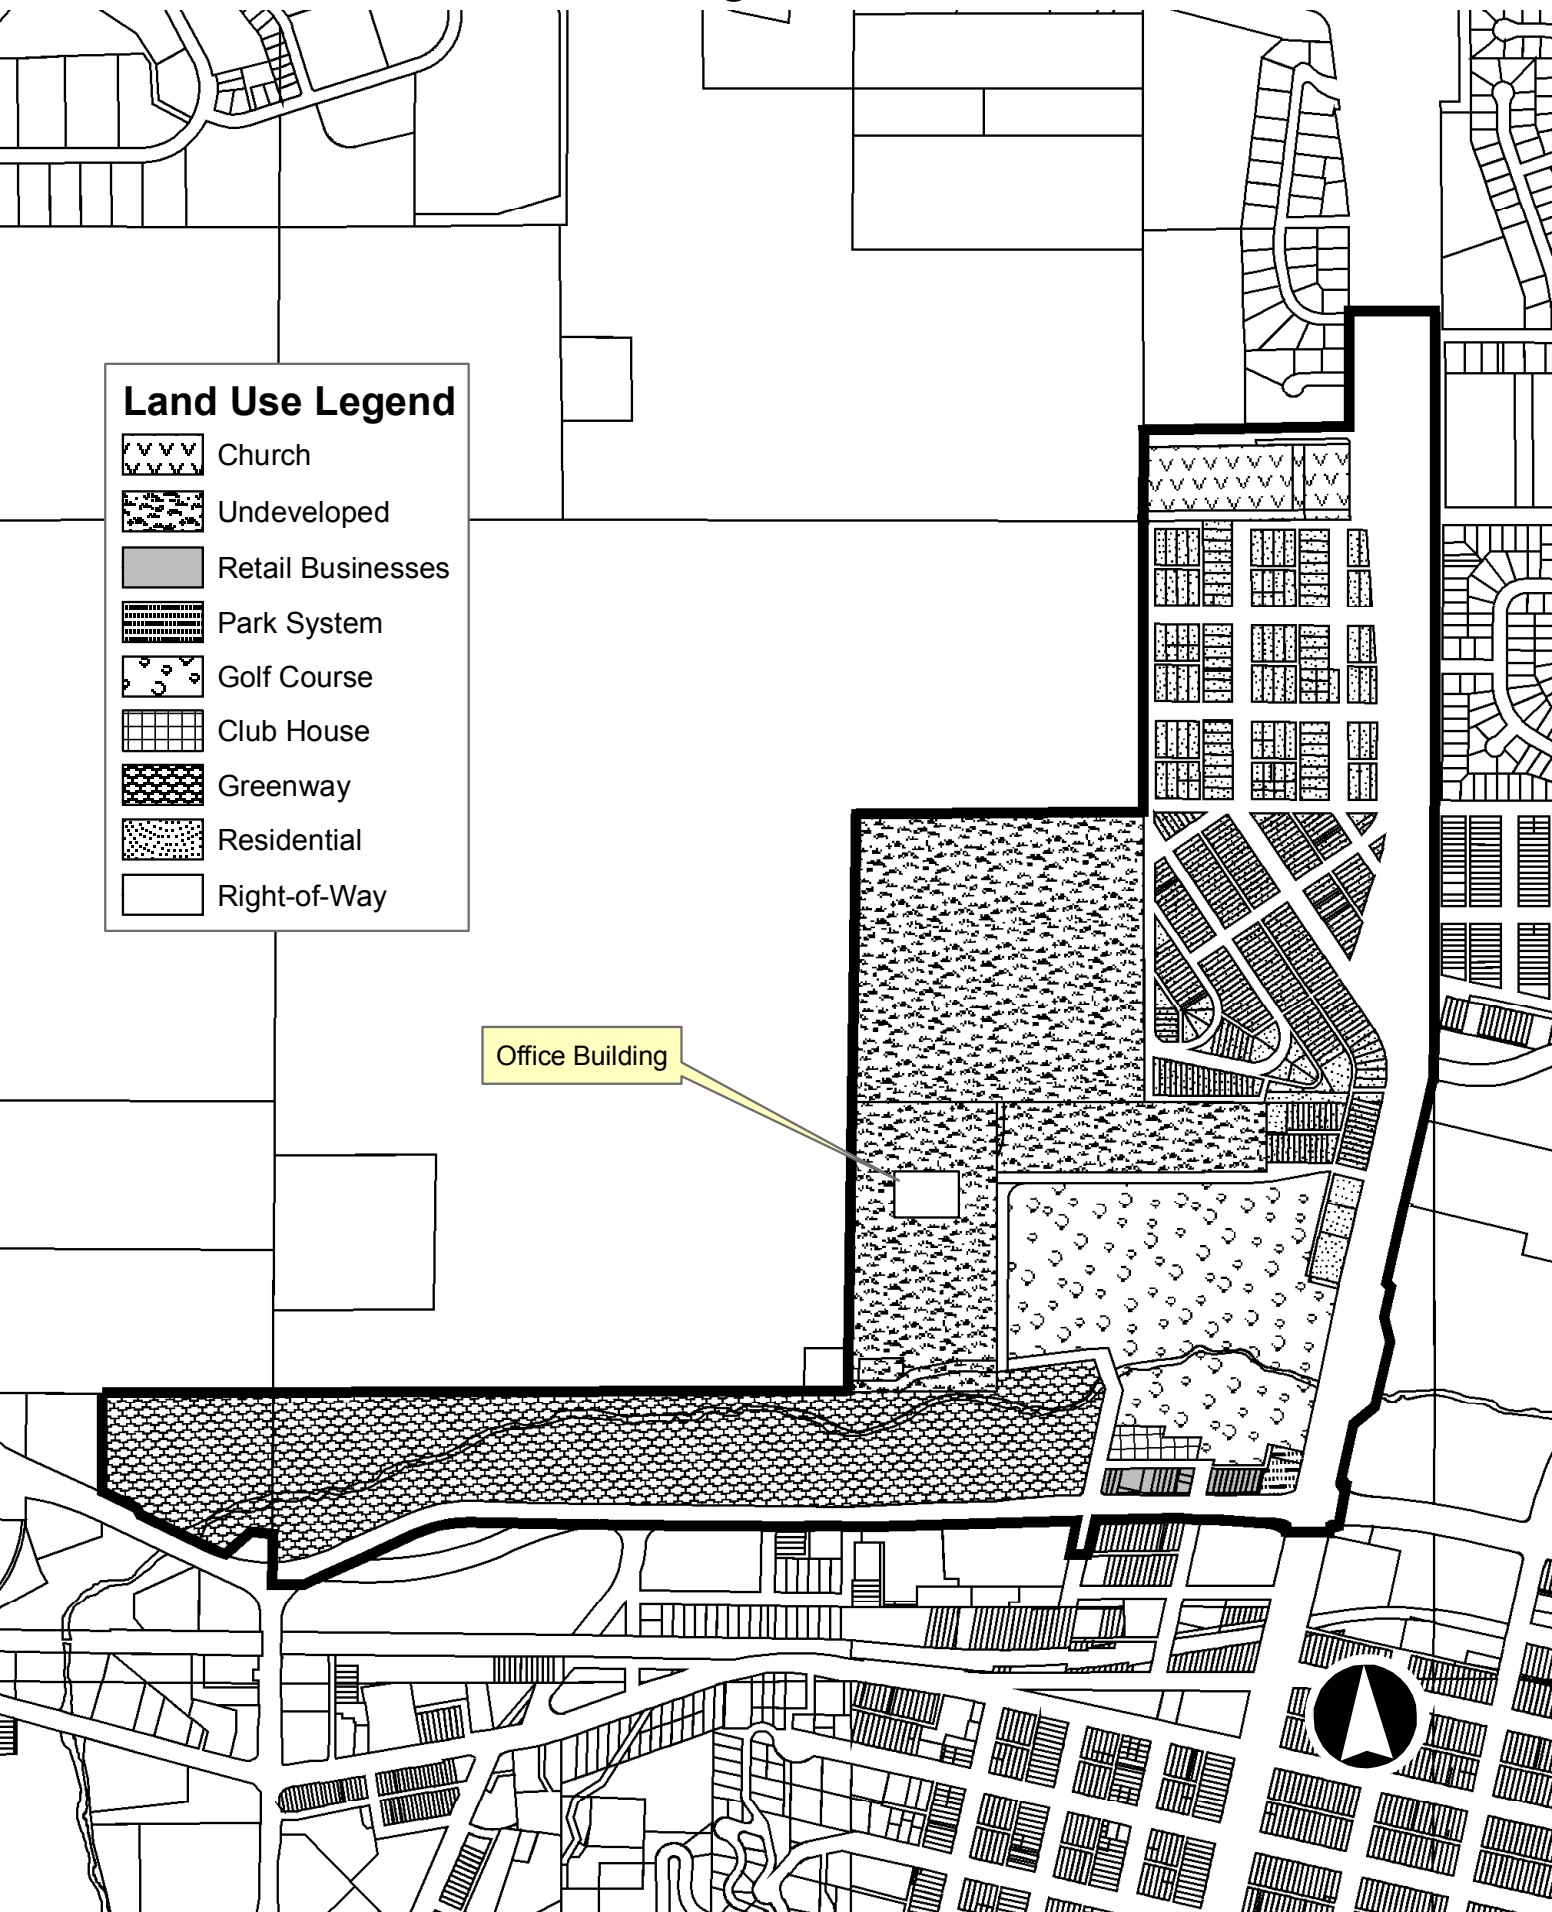 Land Use Legend
Church
Undeveloped
Retail Businesses
Park System
Golf Course
Club House
Greenway
Residential
Right-of-Way
Office Building